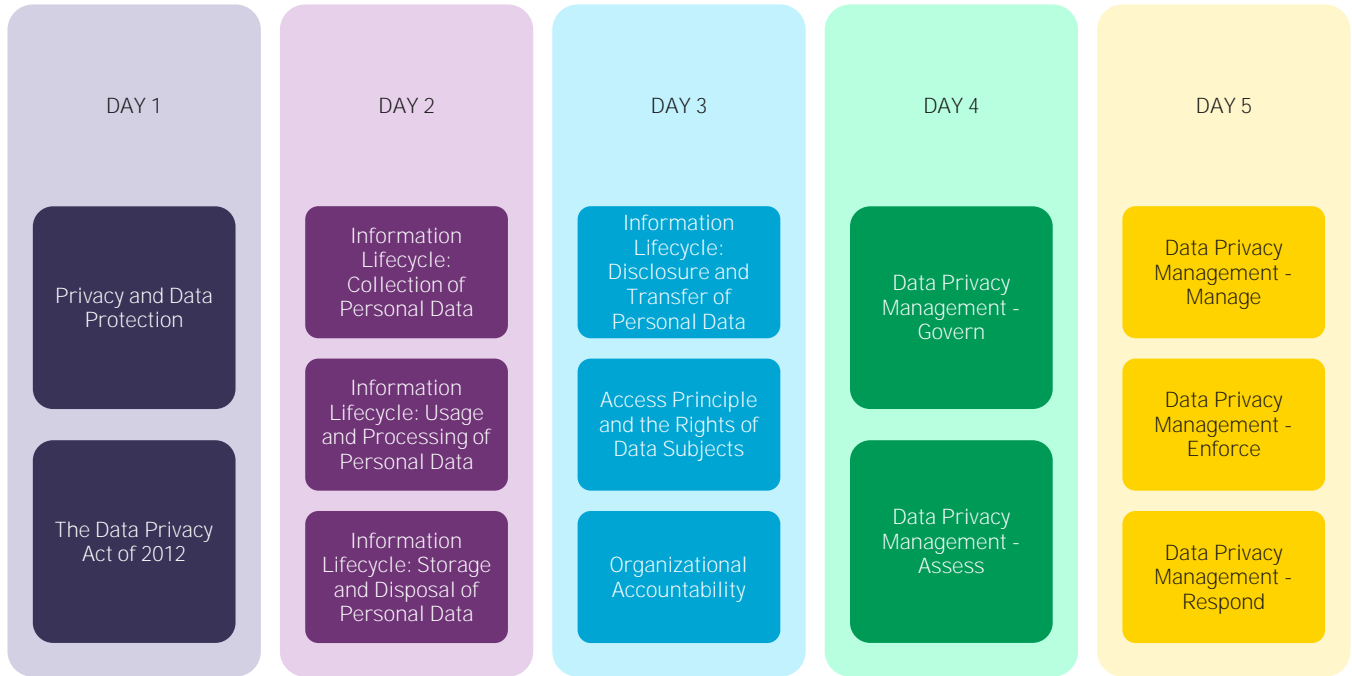 DAY 1
Privacy and Data
Protection
The Data Privacy
Act of 2012
DAY 2
Information
Lifecycle:
Collection of
Personal Data
Information
Lifecycle: Usage
and Processing of
Personal Data
Information
Lifecycle: Storage
and Disposal of
Personal Data
DAY 3
Information
Lifecycle:
Disclosure and
Transfer of
Personal Data
Access Principle
and the Rights of
Data Subjects
Organizational
Accountability
DAY 4
Data Privacy
Management -
Govern
Data Privacy
Management -
Assess
DAY 5
Data Privacy
Management -
Manage
Data Privacy
Management -
Enforce
Data Privacy
Management -
Respond